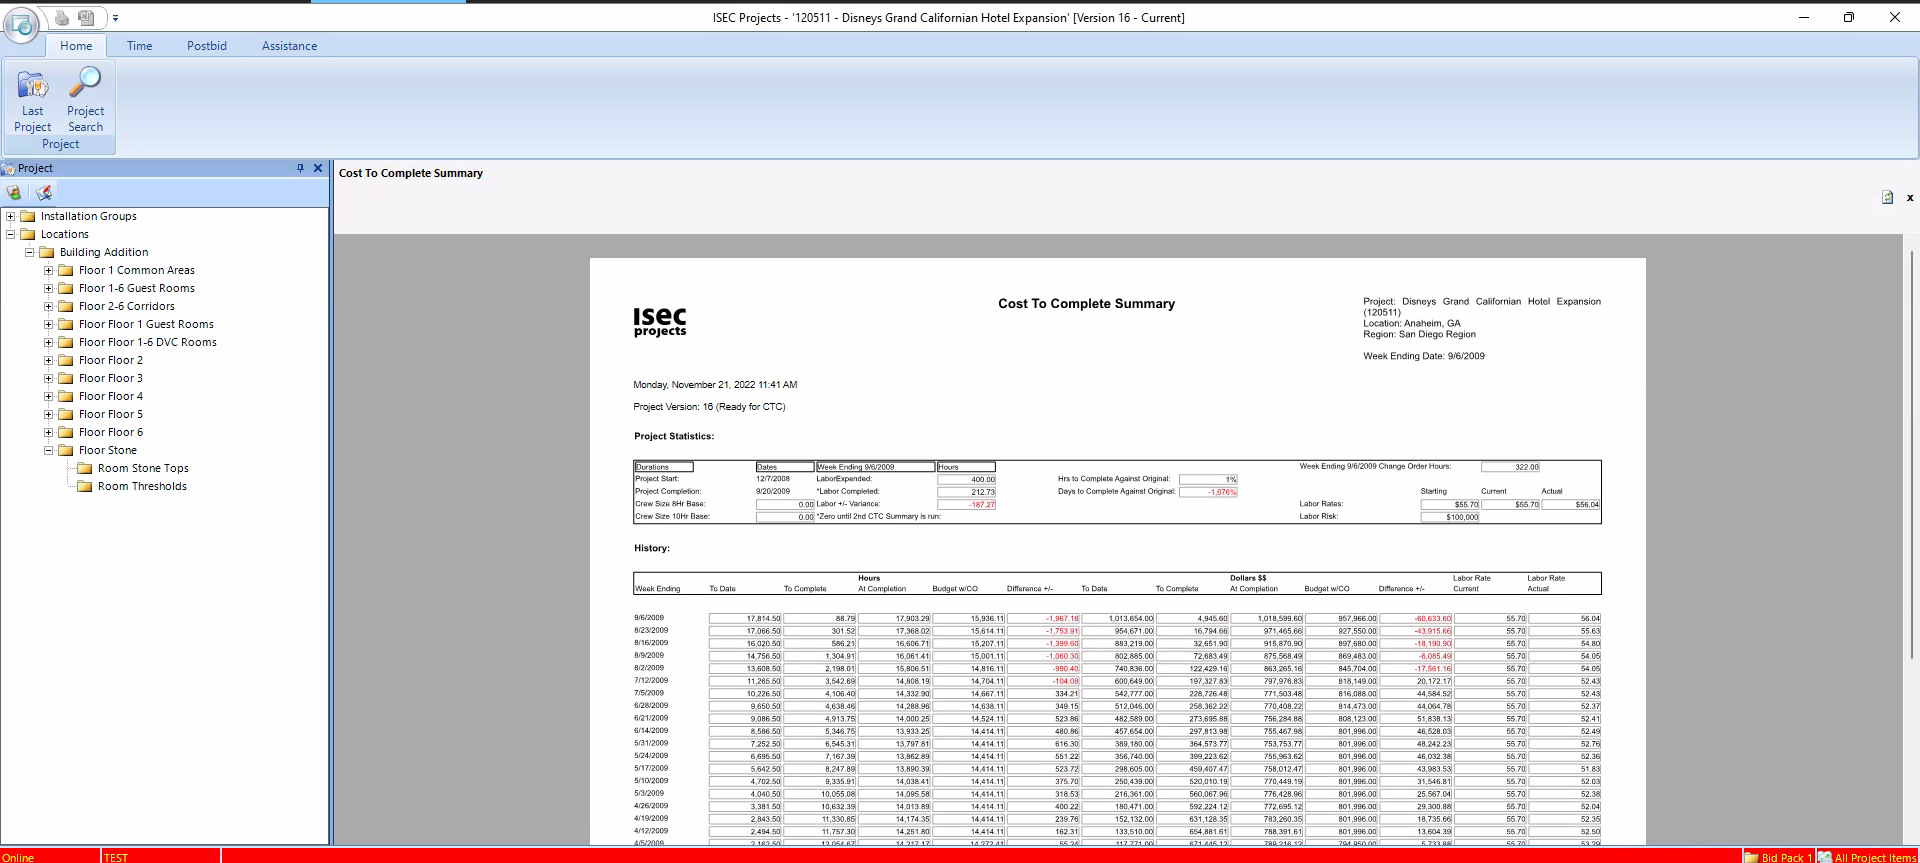 ISEC Projects - '120511 - Disneys Grand Californian Hotel Expansion' [Version 16 - Current]
Home Time Postbid Assistance
Last Project
Project Search
Project
Project
Installation Groups
Locations
Building Addition
Floor 1 Common Areas
Floor 1-6 Guest Rooms
Floor 2-6 Corridors
Floor Floor 1 Guest Rooms
Floor Floor 1-6 DVC Rooms
Floor Floor 2
Floor Floor 3
Floor Floor 4
Floor Floor 5
Floor Floor 6
Floor Stone
Room Stone Tops
Room Thresholds
Cost To Complete Summary
x
Isec
projects
Cost To Complete Summary
Project: Disneys Grand Californian Hotel Expansion
(120511)
Location: Anaheim, GA
Region: San Diego Region
Week Ending Date: 9/6/2009
Monday, November 21, 2022 11:41 AM
Project Version: 16 (Ready for CTC)
Project Statistics:
Durations Dates Week Ending 9/6/2009 Hours Week Ending 9/6/2009 Change Order Hours: 322.00
Project Start: 12/7/2008 LaborExpended: 400.00 Hrs to Complete Against Original: 1%
Project Completion: 9/20/2009 *Labor Completed: 212.73 Days to Complete Against Original: -1,676% Starting Current Actual
Crew Size 8Hr Base: 0.00 Labor +/- Variance: -187.27 Labor Rates: $55.70 $55.70 $56.04
Crew Size 10Hr Base: 0.00 *Zero until 2nd CTC Summary is run: Labor Risk: $100,000
History:
Hours Dollars $$ Labor Rate Labor Rate
Week Ending To Date To Complete At Completion Budget w/CO Difference +/- To Date To Complete At Completion Budget w/CO Difference +/- Current Actual
9/6/2009 17,814.50 88.79 17,903.29 15,936.11 -1,967.18 1,013,654.00 4,945.60 1,018,599.60 957,966.00 -60,633.60 55.70 56.04
8/23/2009 17,066.50 301.52 17,368.02 15,614.11 -1,753.91 954,671.00 16,794.66 971,465.66 927,550.00 -43,915.66 55.70 55.63
8/16/2009 16,020.50 586.21 16,606.71 15,207.11 -1,399.60 883,219.00 32,651.90 915,870.90 897,680.00 -18,190.90 55.70 54.80
8/9/2009 14,756.50 1,304.91 16,061.41 15,001.11 -1,060.30 802,885.00 72,683.49 875,568.49 869,483.00 -6,085.49 55.70 54.05
8/2/2009 13,608.50 2,198.01 15,806.51 14,816.11 -990.40 740,836.00 122,429.16 863,265.16 845,704.00 -17,561.16 55.70 54.05
7/12/2009 11,265.50 3,542.69 14,808.19 14,704.11 -104.08 600,649.00 197,327.83 797,976.83 818,149.00 20,172.17 55.70 52.43
7/5/2009 10,226.50 4,106.40 14,332.90 14,667.11 334.21 542,777.00 228,726.48 771,503.48 816,088.00 44,584.52 55.70 52.43
6/28/2009 9,650.50 4,638.46 14,288.96 14,638.11 349.15 512,046.00 258,362.22 770,408.22 814,473.00 44,064.78 55.70 52.37
6/21/2009 9,086.50 4,913.75 14,000.25 14,524.11 523.86 482,589.00 273,695.88 756,284.88 808,123.00 51,838.13 55.70 52.41
6/14/2009 8,586.50 5,346.75 13,933.25 14,414.11 480.86 457,654.00 297,813.98 755,467.98 801,996.00 46,528.03 55.70 52.49
5/31/2009 7,252.50 6,545.31 13,797.81 14,414.11 616.30 389,180.00 364,573.77 753,753.77 801,996.00 48,242.23 55.70 52.76
5/24/2009 6,695.50 7,167.39 13,862.89 14,414.11 551.22 356,740.00 399,223.62 755,963.62 801,996.00 46,032.38 55.70 52.36
5/17/2009 5,642.50 8,247.89 13,890.39 14,414.11 523.72 298,605.00 459,407.47 758,012.47 801,996.00 43,983.53 55.70 51.83
5/10/2009 4,702.50 9,335.91 14,038.41 14,414.11 375.70 250,439.00 520,010.19 770,449.19 801,996.00 31,546.81 55.70 52.03
5/3/2009 4,040.50 10,055.08 14,095.58 14,414.11 318.53 216,361.00 560,067.96 776,428.96 801,996.00 25,567.04 55.70 52.38
4/26/2009 3,381.50 10,632.39 14,013.89 14,414.11 400.22 180,471.00 592,224.12 772,695.12 801,996.00 29,300.88 55.70 52.04
4/19/2009 2,843.50 11,330.85 14,174.35 14,414.11 239.76 152,132.00 631,128.35 783,260.35 801,996.00 18,735.66 55.70 52.35
4/12/2009 2,494.50 11,757.30 14,251.80 14,414.11 162.31 133,510.00 654,881.61 788,391.61 801,996.00 13,604.39 55.70 52.50
Online TEST Bid Pack 1 All Project Items